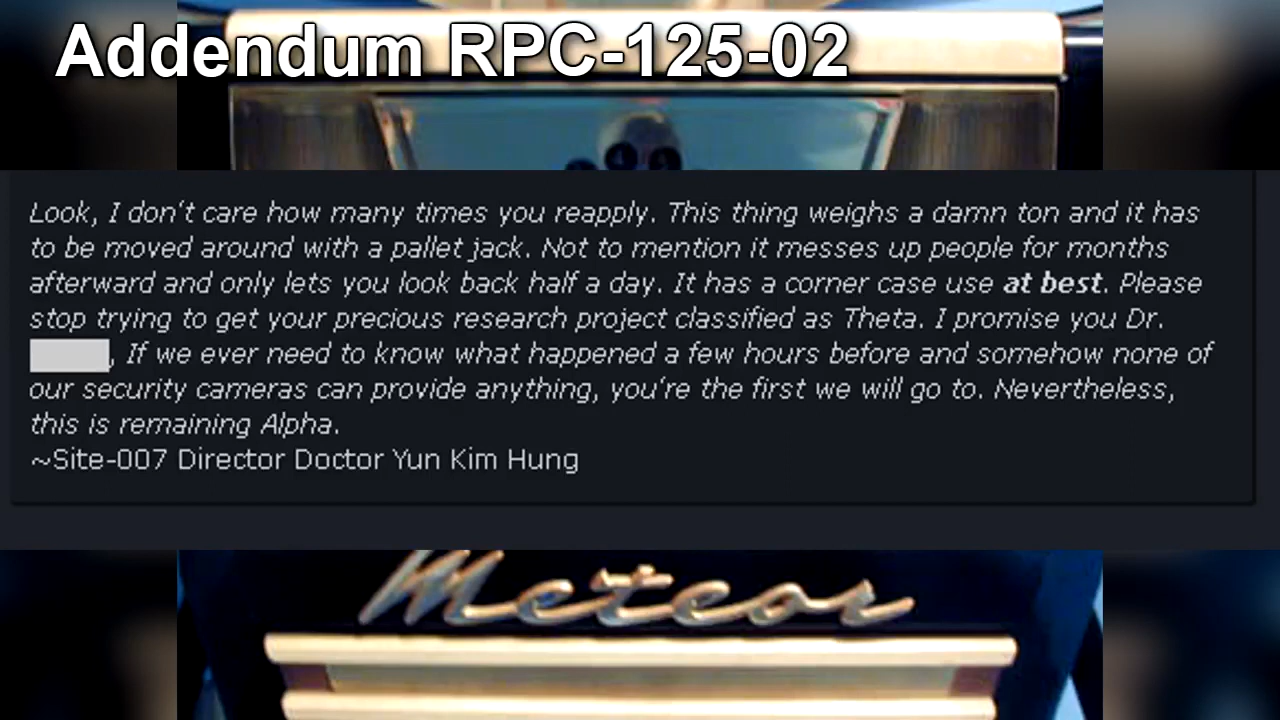 Addendum RPC-125-02
Look, I don't care how many times you reapply. This thing weighs a damn ton and it has
to be moved around with a pallet jack. Not to mention it messes up people for months
afterward and only lets you look back half a day. It has a corner case use at best. Please
stop trying to get your precious research project classified as Theta. I promise you Dr.
, If we ever need to know what happened a few hours before and somehow none of
our security cameras can provide anything, you're the first we will go to. Nevertheless,
this is remaining Alpha.
~Site-007 Director Doctor Yun Kim Hung
Meteor